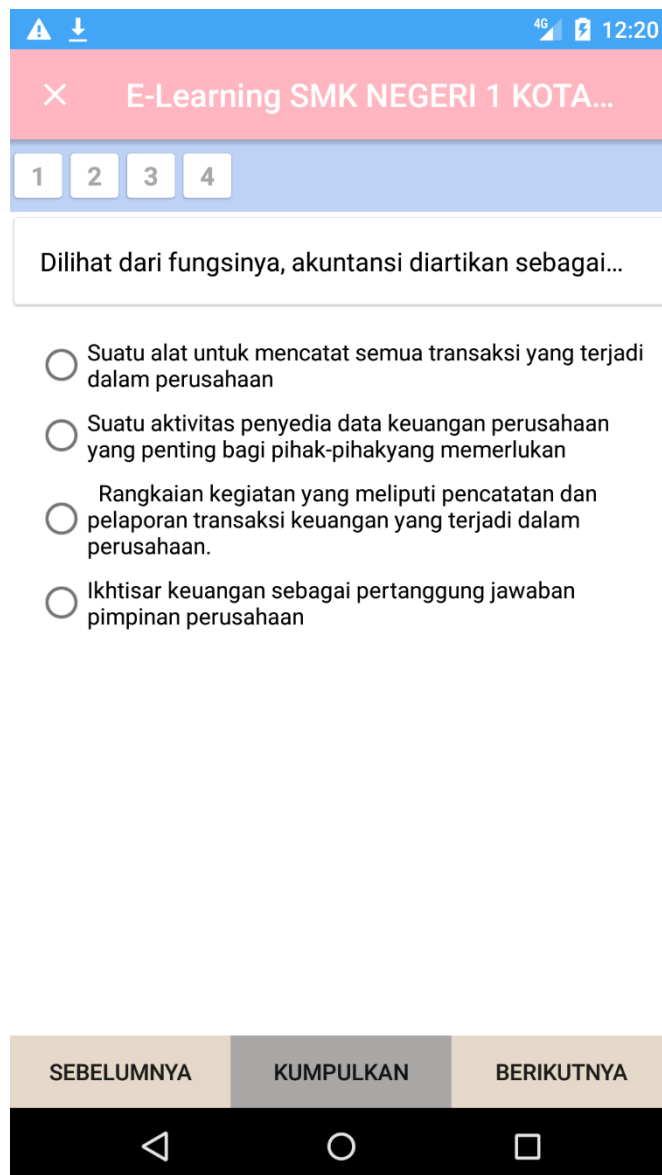 4G 12:20
E-Learning SMK NEGERI 1 KOTA...
1 2 3 4
Dilihat dari fungsinya, akuntansi diartikan sebagai...
Suatu alat untuk mencatat semua transaksi yang terjadi
dalam perusahaan
Suatu aktivitas penyedia data keuangan perusahaan
yang penting bagi pihak-pihakyang memerlukan
Rangkaian kegiatan yang meliputi pencatatan dan
pelaporan transaksi keuangan yang terjadi dalam
perusahaan.
Ikhtisar keuangan sebagai pertanggung jawaban
pimpinan perusahaan
SEBELUMNYA KUMPULKAN BERIKUTNYA